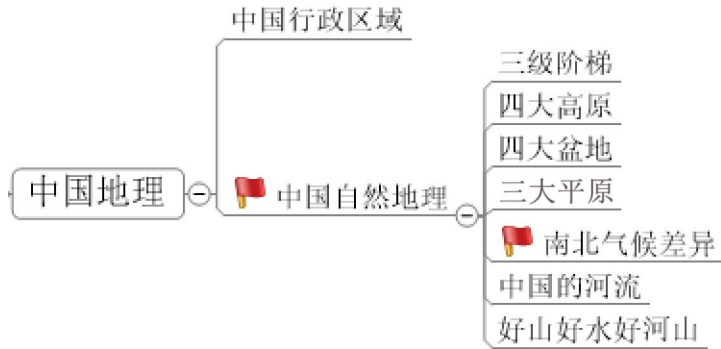 中国行政区域
三级阶梯
四大高原
四大盆地
中国地理
中国自然地理
三大平原
南北气候差异
中国的河流
好山好水好河山